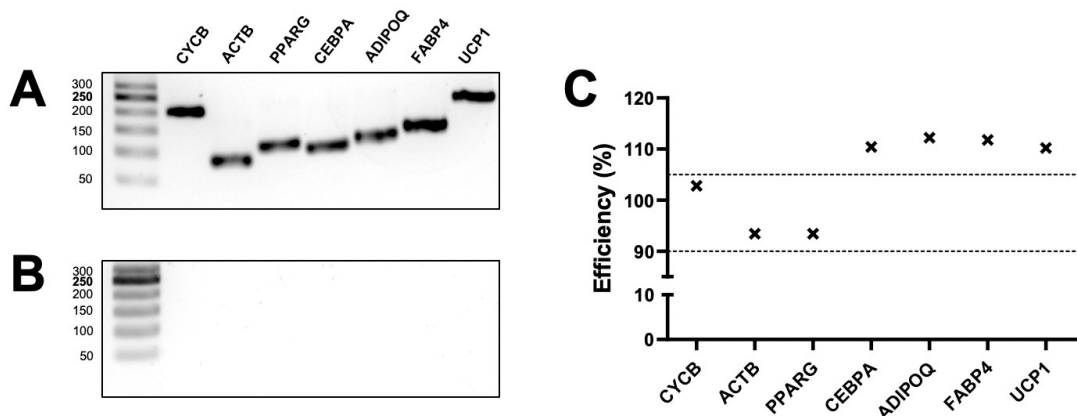 CYCB
ACTB
PPARG
CEBPA
ADIPOQ
FABP4
UCP1
A
300
250
200
150
100
50
B
300
250
200
150
100
50
C
Efficiency (%)
120
110
100
90
10
0
CYCB
ACTB
PPARG
CEBPA
ADIPOQ
FABP4
UCP1